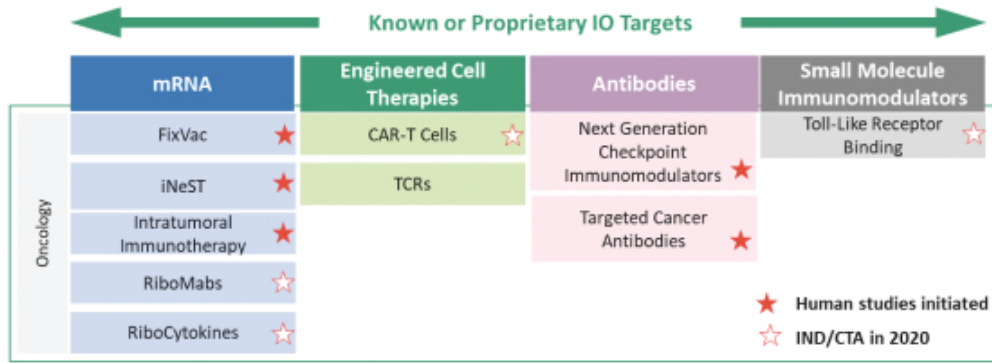 Known or Proprietary IO Targets
mRNA
Engineered Cell
Therapies
Antibodies
Small Molecule
Immunomodulators
Oncology
FixVac
iNeST
Intratumoral
Immunotherapy
RiboMabs
RiboCytokines
CAR-T Cells
TCRs
Next Generation
Checkpoint
Immunomodulators
Targeted Cancer
Antibodies
Toll-Like Receptor
Binding
Human studies initiated
IND/CTA in 2020